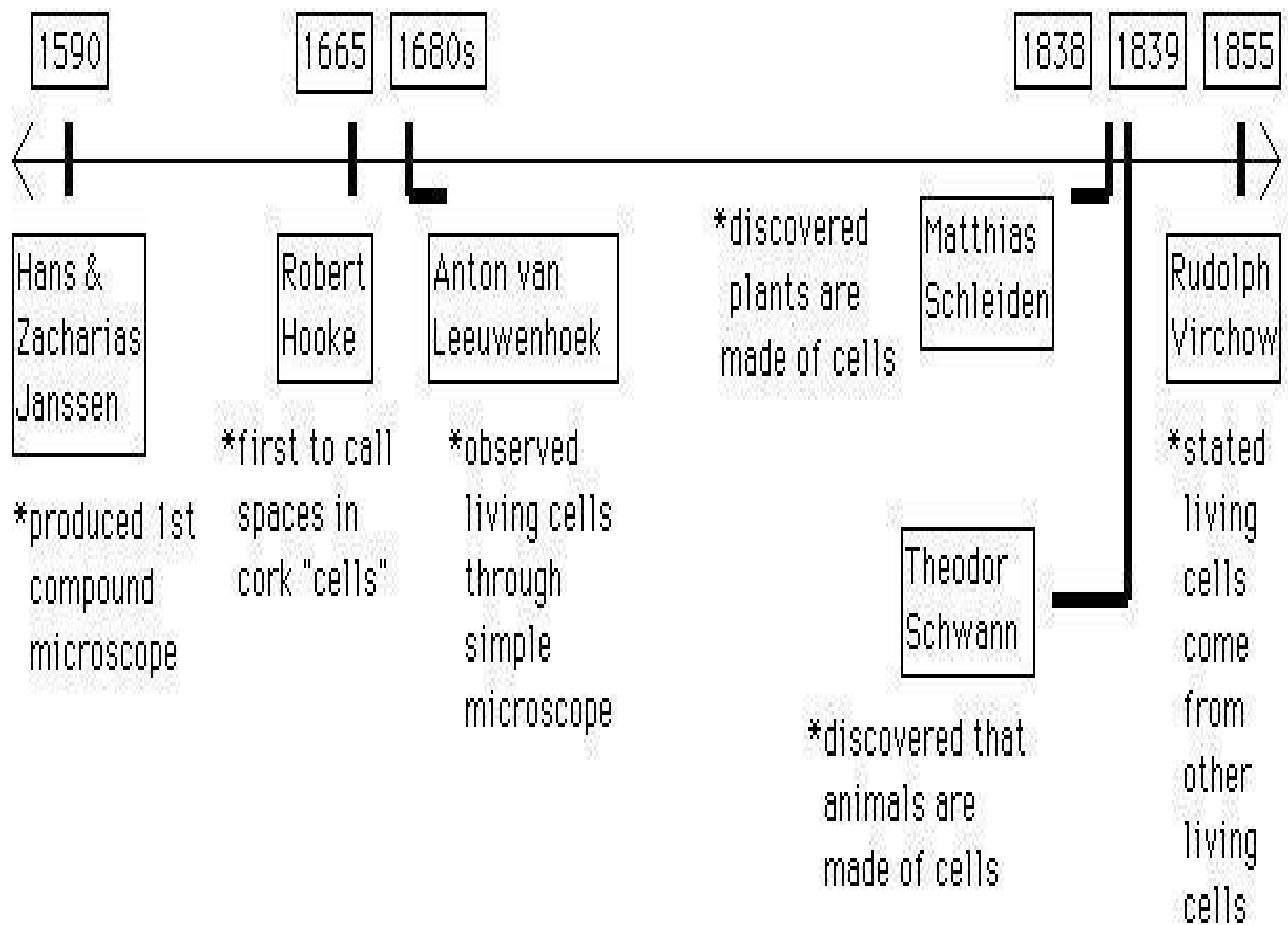 1590
1665
1680s
1838
1839
1855
Hans &
Zacharias
Janssen
*produced 1st
compound
microscope
Robert
Hooke
*first to call
spaces in
cork "cells"
Anton van
Leeuwenhoek
*observed
living cells
through
simple
microscope
*discovered
plants are
made of cells
Matthias
Schleiden
Theodor
Schwann
*discovered that
animals are
made of cells
Rudolph
Virchow
*stated
living
cells
come
from
other
living
cells